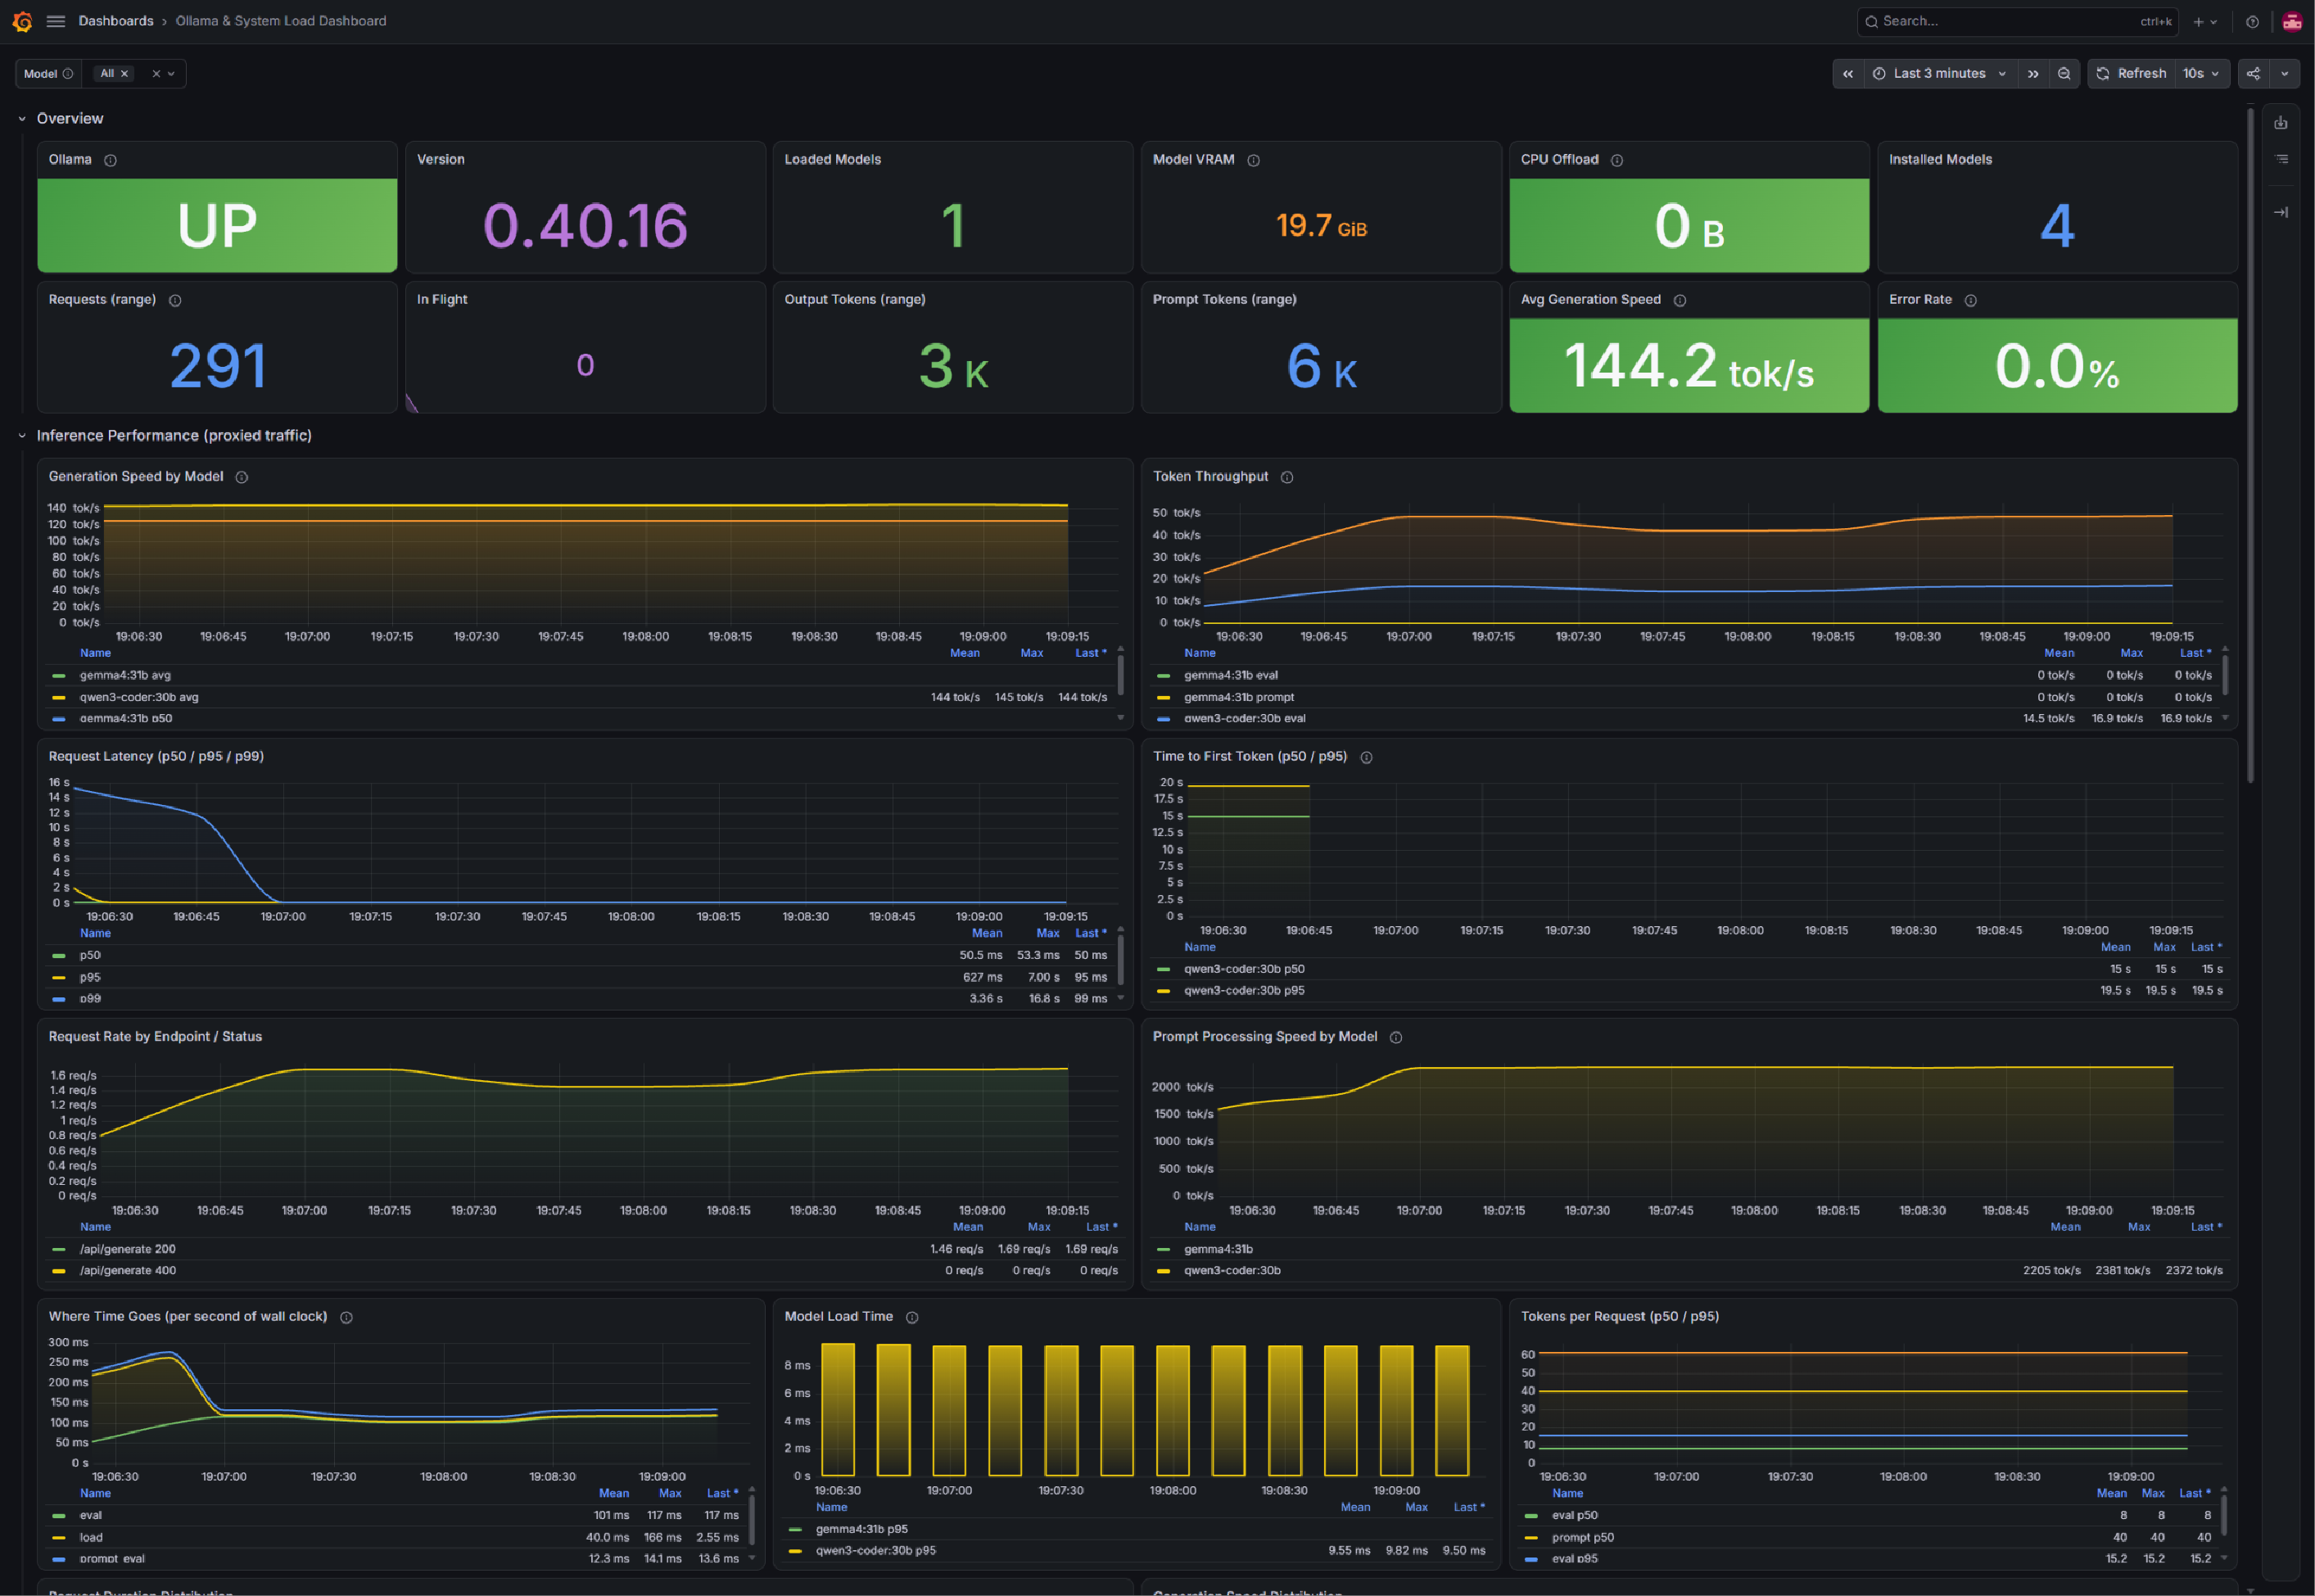 Dashboards › Ollama & System Load Dashboard Search... ctrl+k
Model All Last 3 minutes Refresh 10s
Overview
Ollama Version Loaded Models Model VRAM CPU Offload Installed Models
UP 0.40.16 1 19.7 GiB 0 B 4
Requests (range) In Flight Output Tokens (range) Prompt Tokens (range) Avg Generation Speed Error Rate
291 0 3 K 6 K 144.2 tok/s 0.0%
Inference Performance (proxied traffic)
Generation Speed by Model
140 tok/s
120 tok/s
100 tok/s
80 tok/s
60 tok/s
40 tok/s
20 tok/s
0 tok/s
19:06:30 19:06:45 19:07:00 19:07:15 19:07:30 19:07:45 19:08:00 19:08:15 19:08:30 19:08:45 19:09:00 19:09:15
Name Mean Max Last *
gemma4:31b avg
qwen3-coder:30b avg 144 tok/s 145 tok/s 144 tok/s
gemma4:31b p50
Token Throughput
50 tok/s
40 tok/s
30 tok/s
20 tok/s
10 tok/s
0 tok/s
19:06:30 19:06:45 19:07:00 19:07:15 19:07:30 19:07:45 19:08:00 19:08:15 19:08:30 19:08:45 19:09:00 19:09:15
Name Mean Max Last *
gemma4:31b eval 0 tok/s 0 tok/s 0 tok/s
gemma4:31b prompt 0 tok/s 0 tok/s 0 tok/s
qwen3-coder:30b eval 14.5 tok/s 16.9 tok/s 16.9 tok/s
Request Latency (p50 / p95 / p99)
16 s
14 s
12 s
10 s
8 s
6 s
4 s
2 s
0 s
19:06:30 19:06:45 19:07:00 19:07:15 19:07:30 19:07:45 19:08:00 19:08:15 19:08:30 19:08:45 19:09:00 19:09:15
Name Mean Max Last *
p50 50.5 ms 53.3 ms 50 ms
p95 627 ms 7.00 s 95 ms
p99 3.36 s 16.8 s 99 ms
Time to First Token (p50 / p95)
20 s
17.5 s
15 s
12.5 s
10 s
7.5 s
5 s
2.5 s
0 s
19:06:30 19:06:45 19:07:00 19:07:15 19:07:30 19:07:45 19:08:00 19:08:15 19:08:30 19:08:45 19:09:00 19:09:15
Name Mean Max Last *
qwen3-coder:30b p50 15 s 15 s 15 s
qwen3-coder:30b p95 19.5 s 19.5 s 19.5 s
Request Rate by Endpoint / Status
1.6 req/s
1.4 req/s
1.2 req/s
1 req/s
0.8 req/s
0.6 req/s
0.4 req/s
0.2 req/s
0 req/s
19:06:30 19:06:45 19:07:00 19:07:15 19:07:30 19:07:45 19:08:00 19:08:15 19:08:30 19:08:45 19:09:00 19:09:15
Name Mean Max Last *
/api/generate 200 1.46 req/s 1.69 req/s 1.69 req/s
/api/generate 400 0 req/s 0 req/s 0 req/s
Prompt Processing Speed by Model
2000 tok/s
1500 tok/s
1000 tok/s
500 tok/s
0 tok/s
19:06:30 19:06:45 19:07:00 19:07:15 19:07:30 19:07:45 19:08:00 19:08:15 19:08:30 19:08:45 19:09:00 19:09:15
Name Mean Max Last *
gemma4:31b
qwen3-coder:30b 2205 tok/s 2381 tok/s 2372 tok/s
Where Time Goes (per second of wall clock)
300 ms
250 ms
200 ms
150 ms
100 ms
50 ms
0 s
19:06:30 19:07:00 19:07:30 19:08:00 19:08:30 19:09:00
Name Mean Max Last *
eval 101 ms 117 ms 117 ms
load 40.0 ms 166 ms 2.55 ms
prompt_eval 12.3 ms 14.1 ms 13.6 ms
Model Load Time
8 ms
6 ms
4 ms
2 ms
0 s
19:06:30 19:07:00 19:07:30 19:08:00 19:08:30 19:09:00
Name Mean Max Last *
gemma4:31b p95
qwen3-coder:30b p95 9.55 ms 9.82 ms 9.50 ms
Tokens per Request (p50 / p95)
60
50
40
30
20
10
0
19:06:30 19:07:00 19:07:30 19:08:00 19:08:30 19:09:00
Name Mean Max Last *
eval p50 8 8 8
prompt p50 40 40 40
eval p95 15.2 15.2 15.2
Request Duration Distribution Generation Speed Distribution